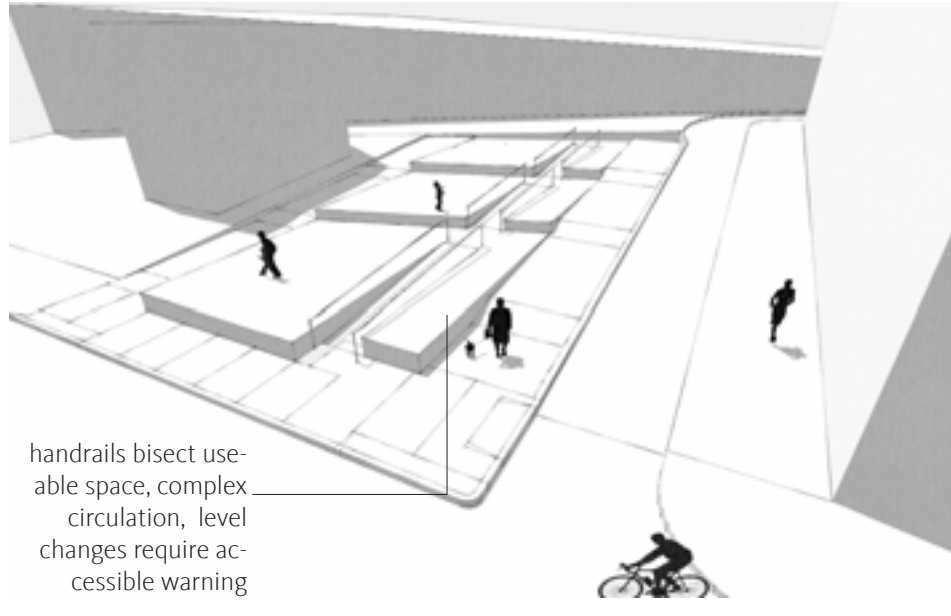 handrails bisect use-
able space, complex
circulation, level
changes require ac-
cessible warning